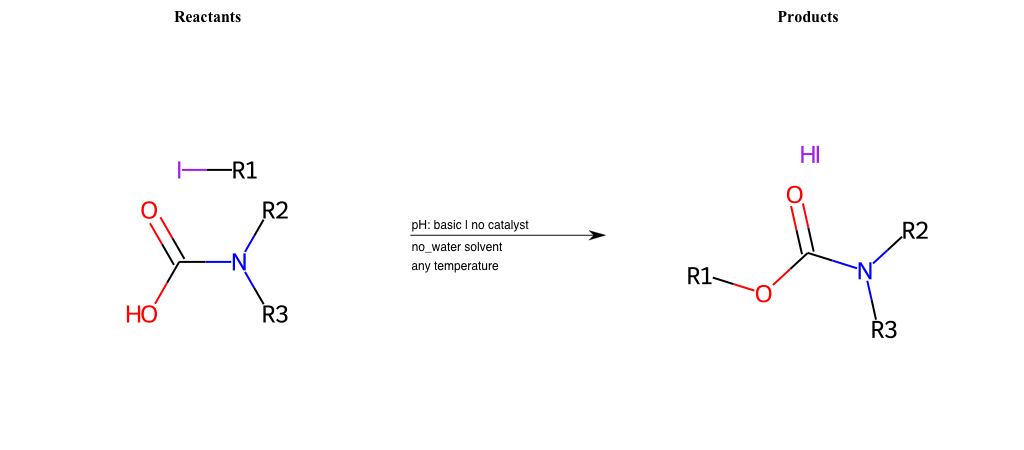 Reactants
Products
HI
I R1
O R2
O
R2
pH: basic | no catalyst
no_water solvent
any temperature
N
N
R1
O
HO R3
R3